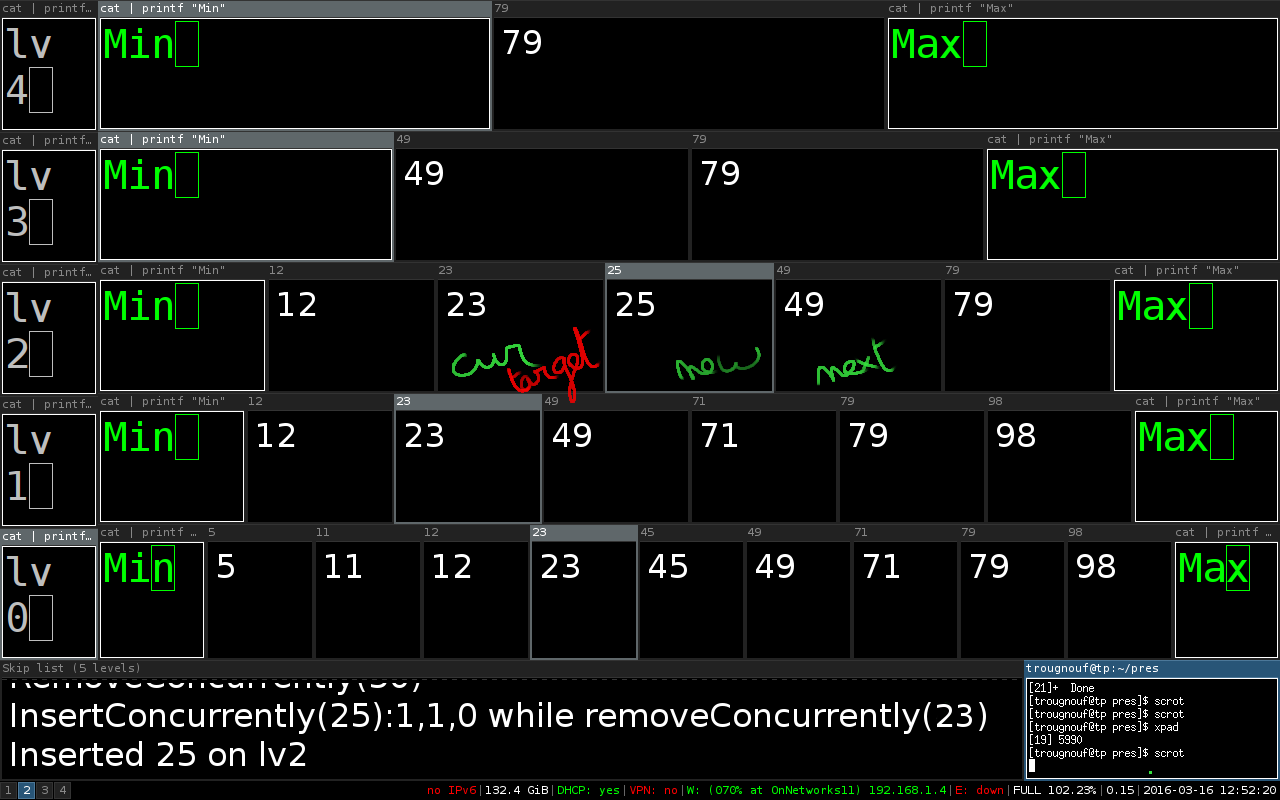 cat | printf… cat | printf "Min" 79 cat | printf "Max"
lv 4 Min 79 Max
cat | printf… cat | printf "Min" 49 79 cat | printf "Max"
lv 3 Min 49 79 Max
cat | printf… cat | printf "Min" 12 23 25 49 79 cat | printf "Max"
lv 2 Min 12 23 25 49 79 Max
cur target new next
cat | printf… cat | printf "Min" 12 23 49 71 79 98 cat | printf "Max"
lv 1 Min 12 23 49 71 79 98 Max
cat | printf… cat | printf … 5 11 12 23 45 49 71 79 98 cat | printf …
lv 0 Min 5 11 12 23 45 49 71 79 98 Max
Skip list (5 levels)
InsertConcurrently(25):1,1,0 while removeConcurrently(23)
Inserted 25 on lv2
trougnouf@tp:~/pres
[21]+ Done
[trougnouf@tp pres]$ scrot
[trougnouf@tp pres]$ scrot
[trougnouf@tp pres]$ xpad
[19] 5990
[trougnouf@tp pres]$ scrot
1 2 3 4 no IPv6|132.4 GiB|DHCP: yes|VPN: no|W: (070% at OnNetworks11) 192.168.1.4|E: down|FULL 102.23%|0.15|2016-03-16 12:52:20